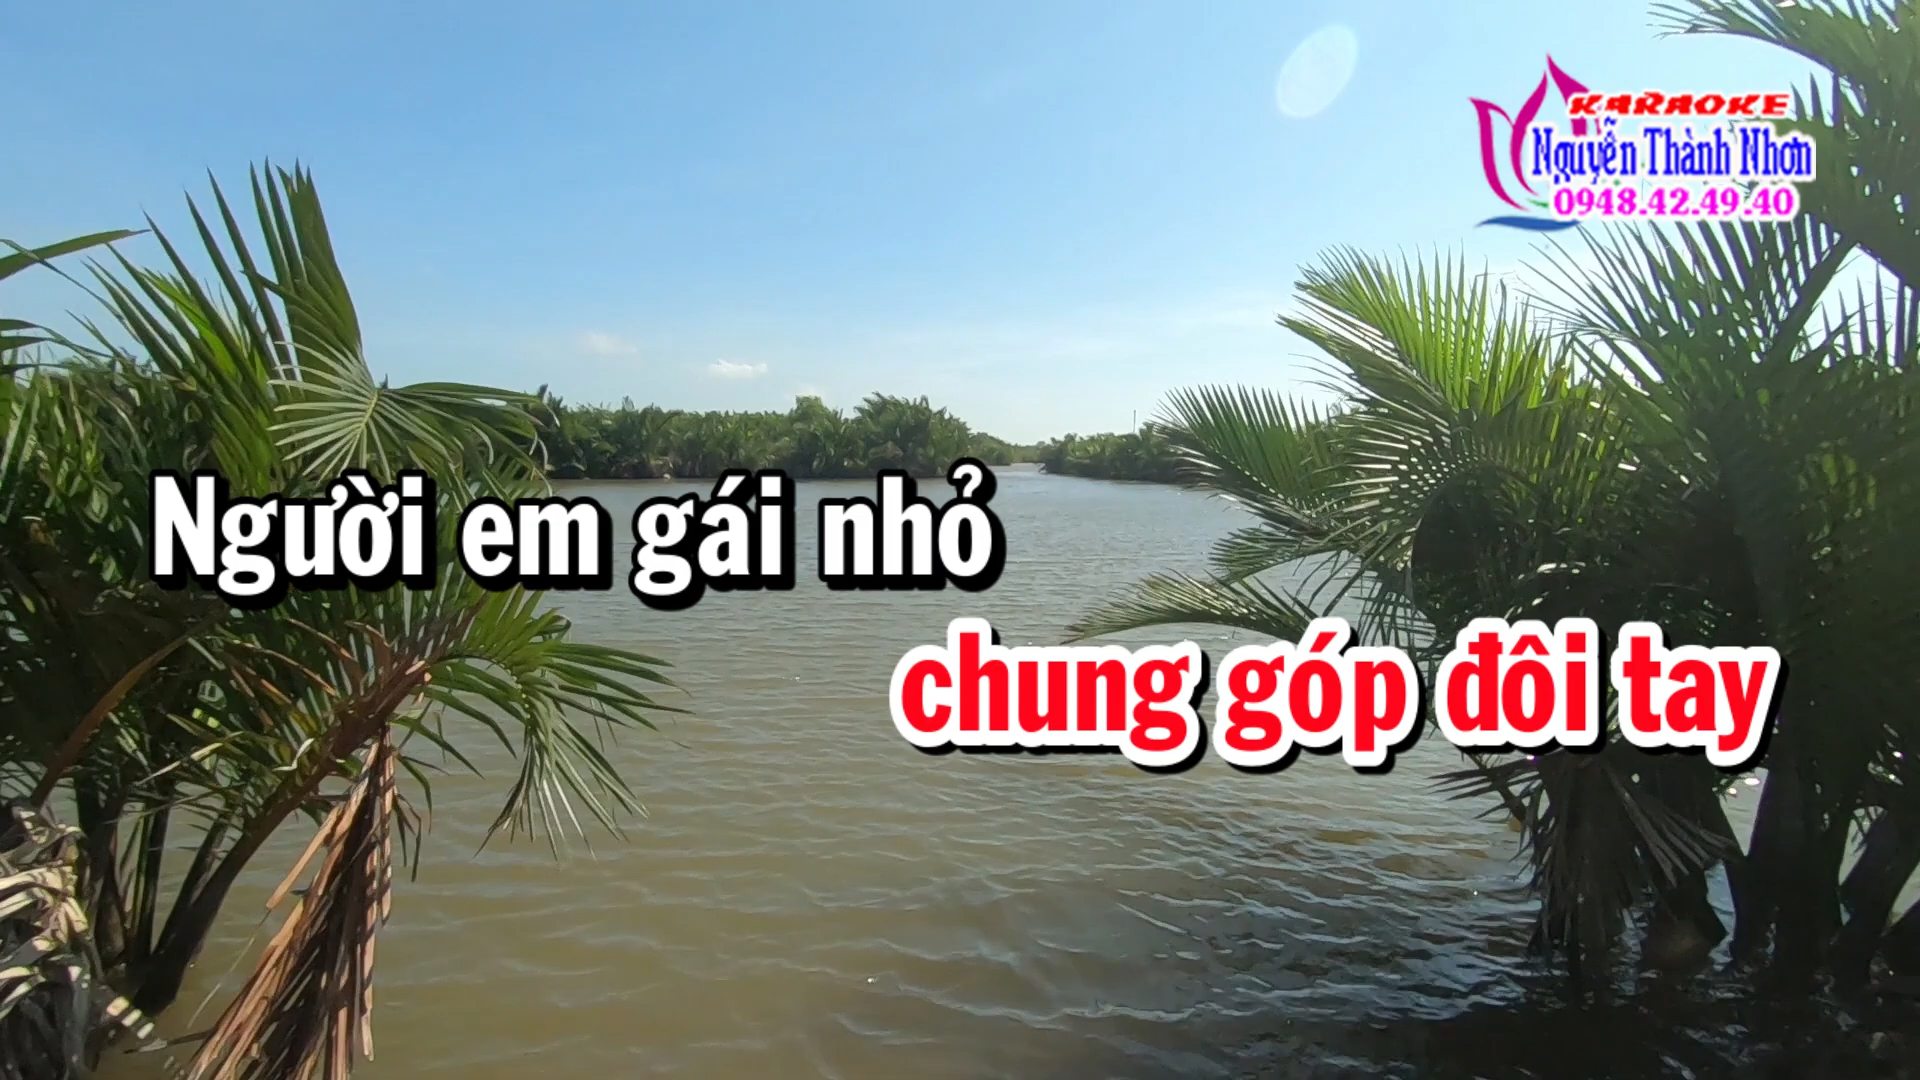 KARAOKE
Nguyễn Thành Nhơn
0948.42.49.40
Người em gái nhỏ
chung góp đôi tay